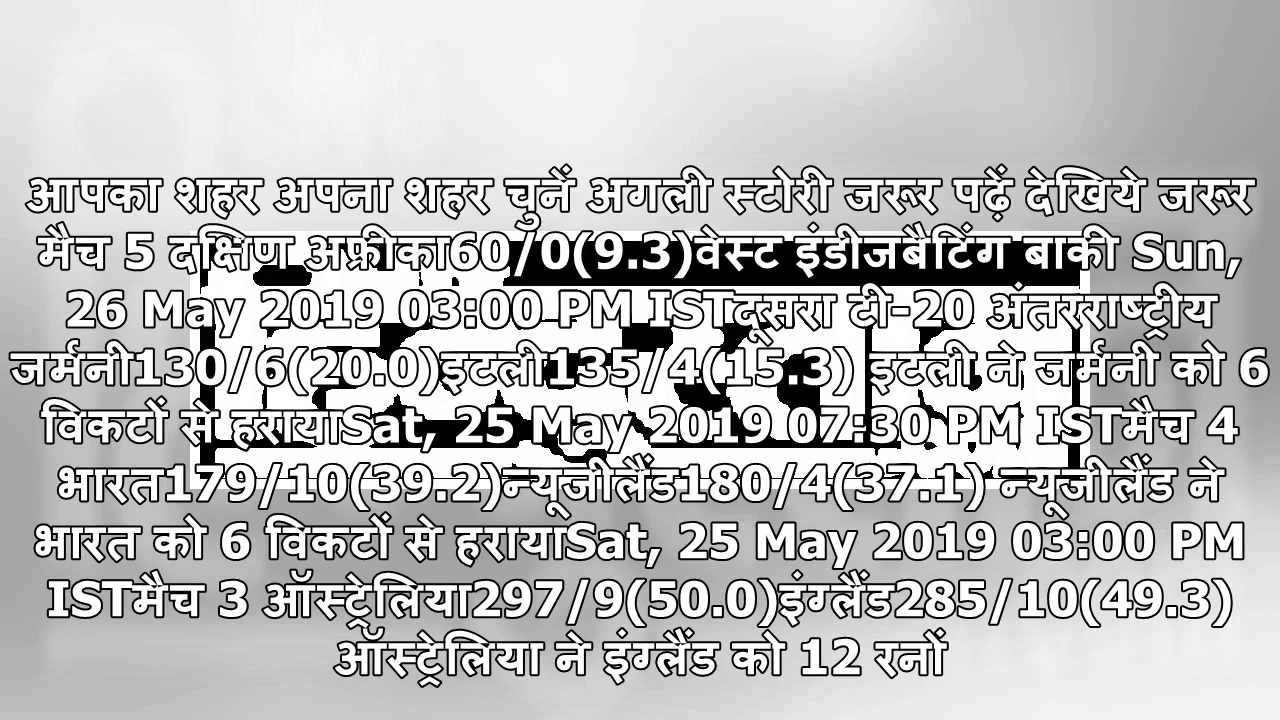 आपका शहर अपना शहर चुनें अगली स्टोरी जरूर पढ़ें देखिये जरूर
मैच 5 दक्षिण अफ्रीका60/0(9.3)वेस्ट इंडीजबैटिंग बाकी Sun,
26 May 2019 03:00 PM ISTदूसरा टी-20 अंतरराष्ट्रीय
जर्मनी130/6(20.0)इटली135/4(15.3) इटली ने जर्मनी को 6
विकटों से हरायाSat, 25 May 2019 07:30 PM ISTमैच 4
भारत179/10(39.2)न्यूजीलैंड180/4(37.1) न्यूजीलैंड ने
भारत को 6 विकटों से हरायाSat, 25 May 2019 03:00 PM
ISTमैच 3 ऑस्ट्रेलिया297/9(50.0)इंग्लैंड285/10(49.3)
ऑस्ट्रेलिया ने इंग्लैंड को 12 रनों